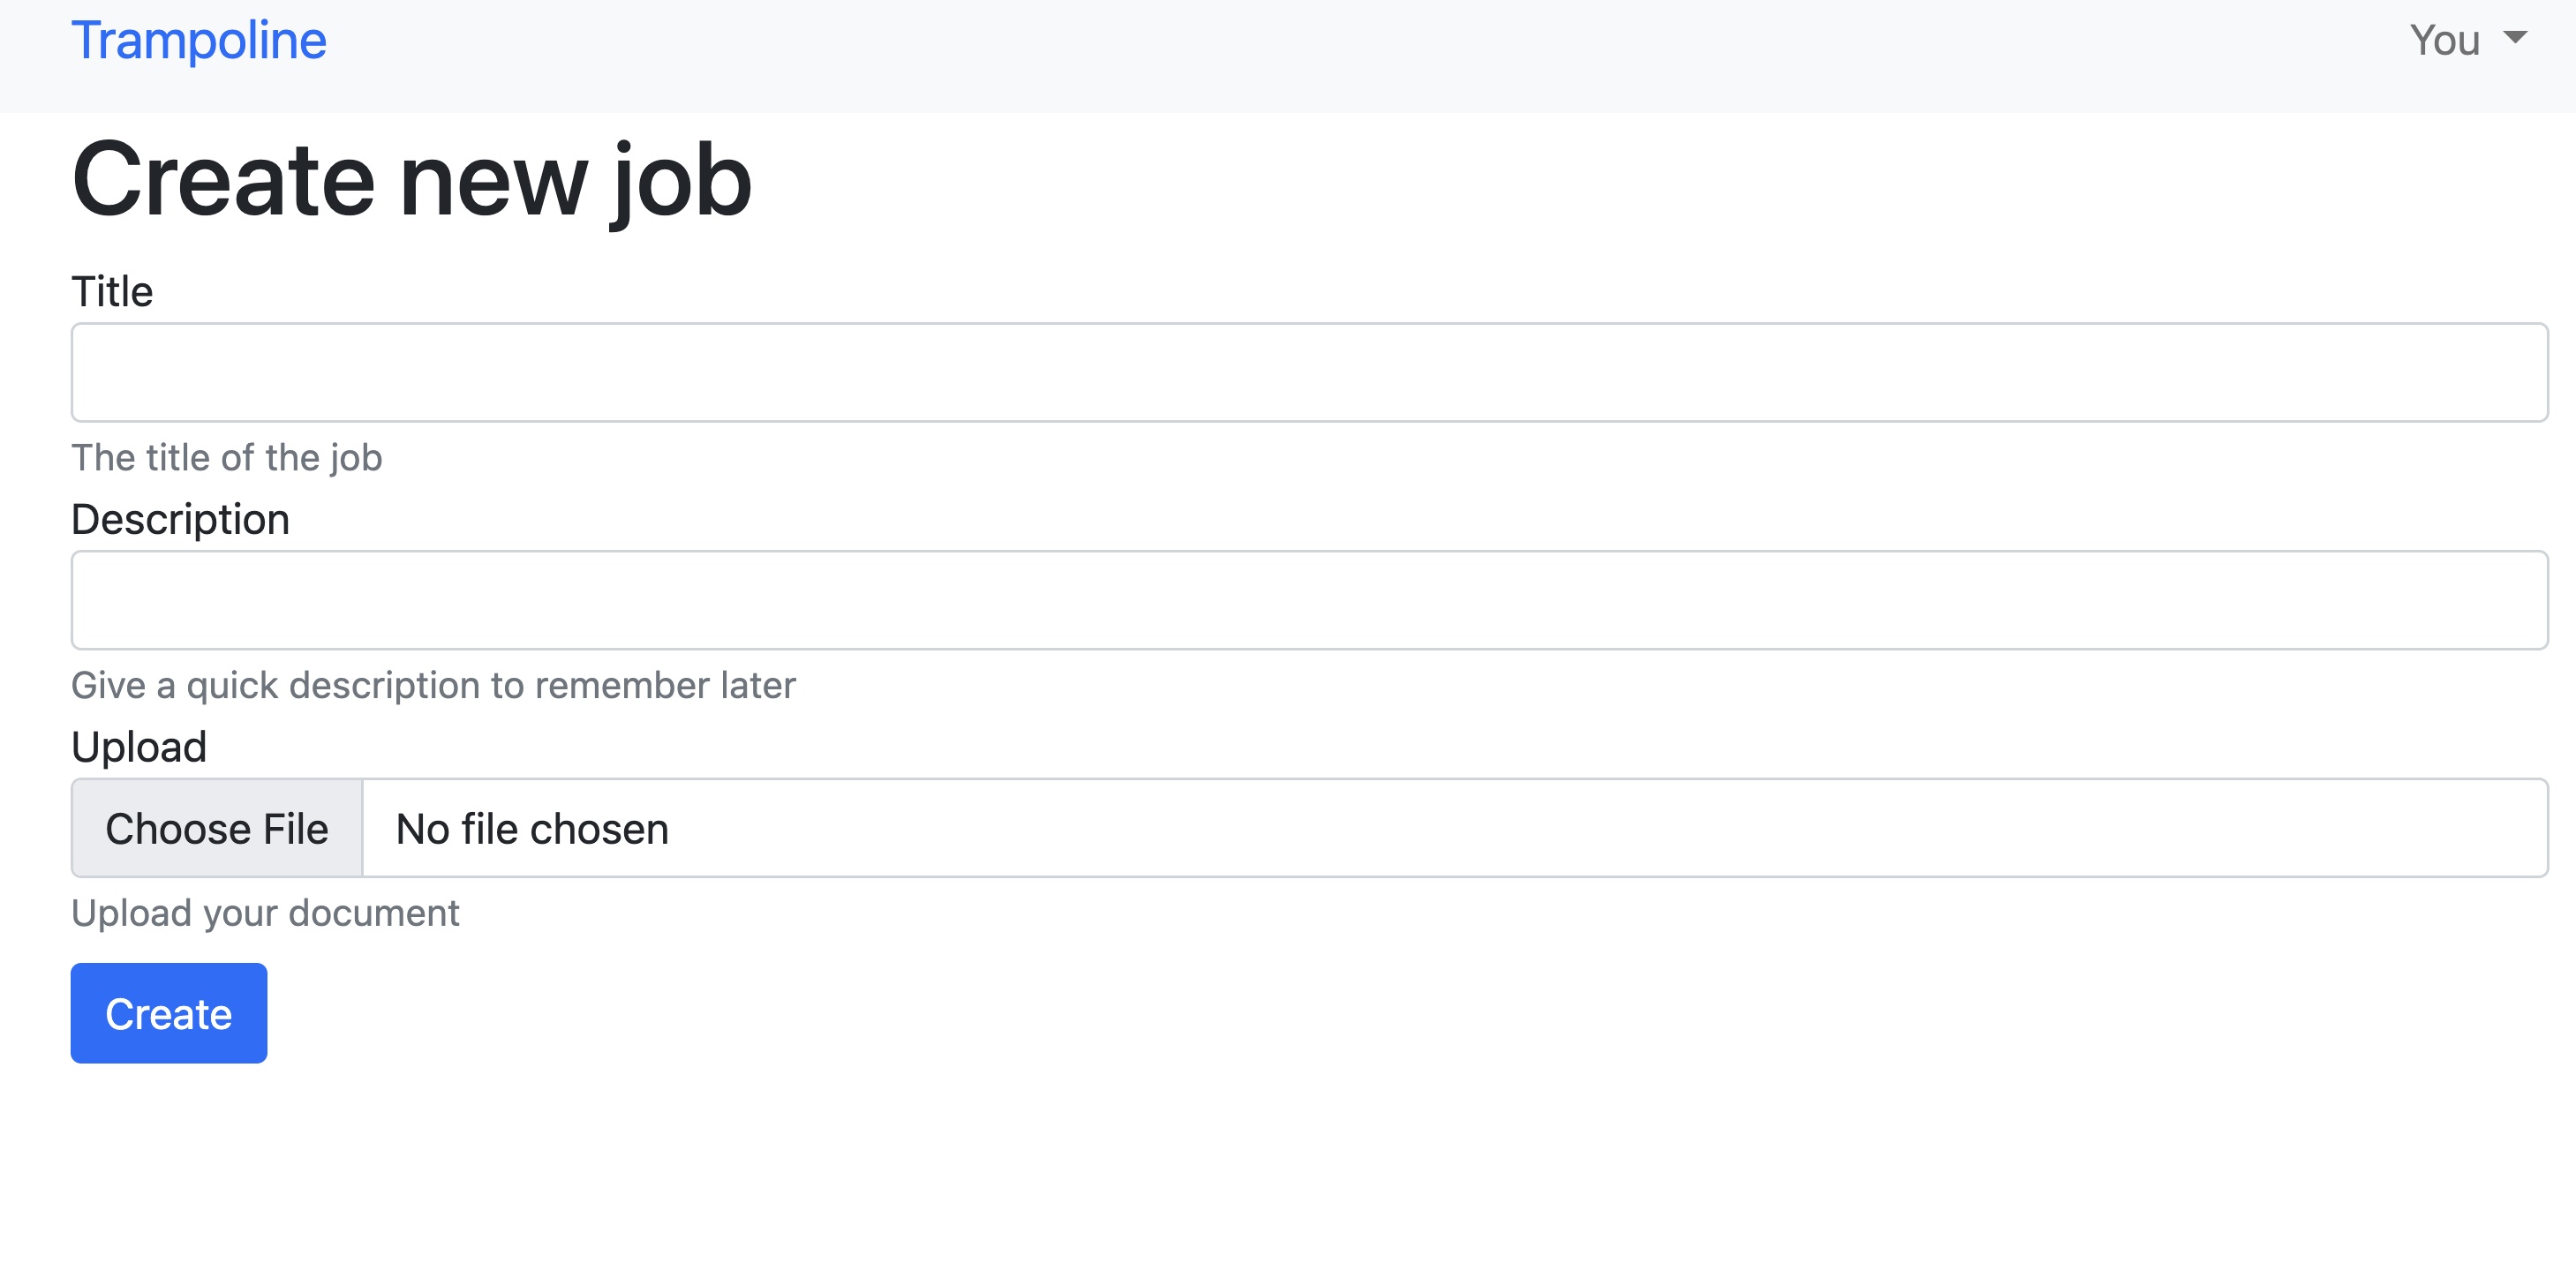 Trampoline You
Create new job
Title
The title of the job
Description
Give a quick description to remember later
Upload
Choose File No file chosen
Upload your document
Create